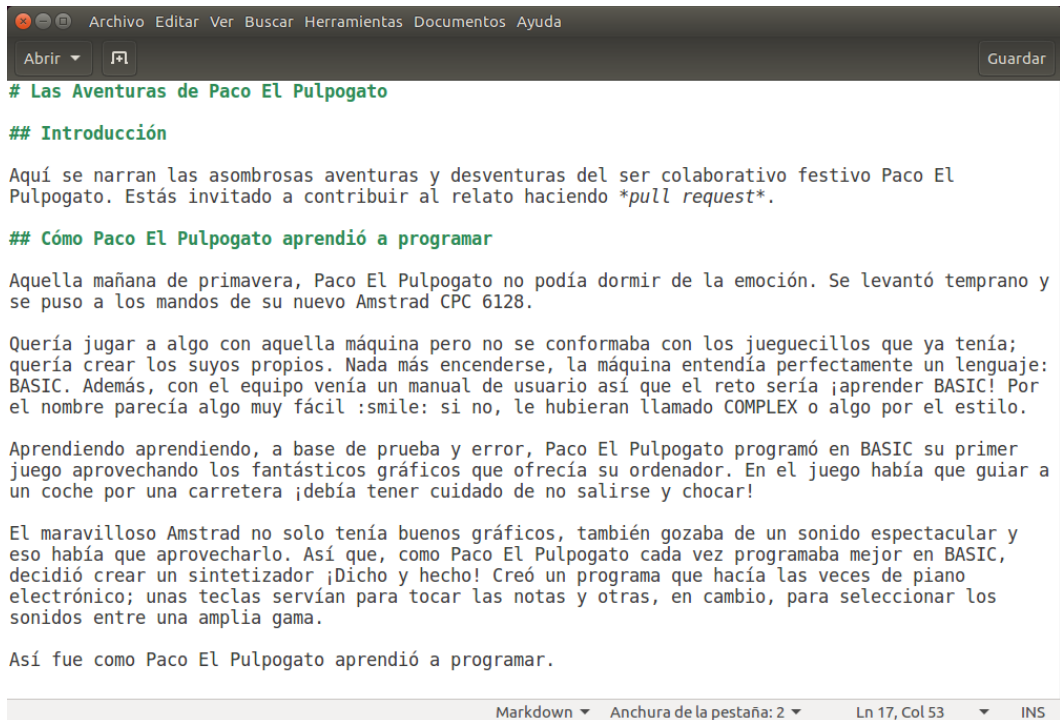 Archivo Editar Ver Buscar Herramientas Documentos Ayuda
Abrir Guardar
# Las Aventuras de Paco El Pulpogato
## Introducción
Aquí se narran las asombrosas aventuras y desventuras del ser colaborativo festivo Paco El
Pulpogato. Estás invitado a contribuir al relato haciendo *pull request*.
## Cómo Paco El Pulpogato aprendió a programar
Aquella mañana de primavera, Paco El Pulpogato no podía dormir de la emoción. Se levantó temprano y
se puso a los mandos de su nuevo Amstrad CPC 6128.
Quería jugar a algo con aquella máquina pero no se conformaba con los jueguecillos que ya tenía;
quería crear los suyos propios. Nada más encenderse, la máquina entendía perfectamente un lenguaje:
BASIC. Además, con el equipo venía un manual de usuario así que el reto sería ¡aprender BASIC! Por
el nombre parecía algo muy fácil :smile: si no, le hubieran llamado COMPLEX o algo por el estilo.
Aprendiendo aprendiendo, a base de prueba y error, Paco El Pulpogato programó en BASIC su primer
juego aprovechando los fantásticos gráficos que ofrecía su ordenador. En el juego había que guiar a
un coche por una carretera ¡debía tener cuidado de no salirse y chocar!
El maravilloso Amstrad no solo tenía buenos gráficos, también gozaba de un sonido espectacular y
eso había que aprovecharlo. Así que, como Paco El Pulpogato cada vez programaba mejor en BASIC,
decidió crear un sintetizador ¡Dicho y hecho! Creó un programa que hacía las veces de piano
electrónico; unas teclas servían para tocar las notas y otras, en cambio, para seleccionar los
sonidos entre una amplia gama.
Así fue como Paco El Pulpogato aprendió a programar.
Markdown Anchura de la pestaña: 2 Ln 17, Col 53 INS